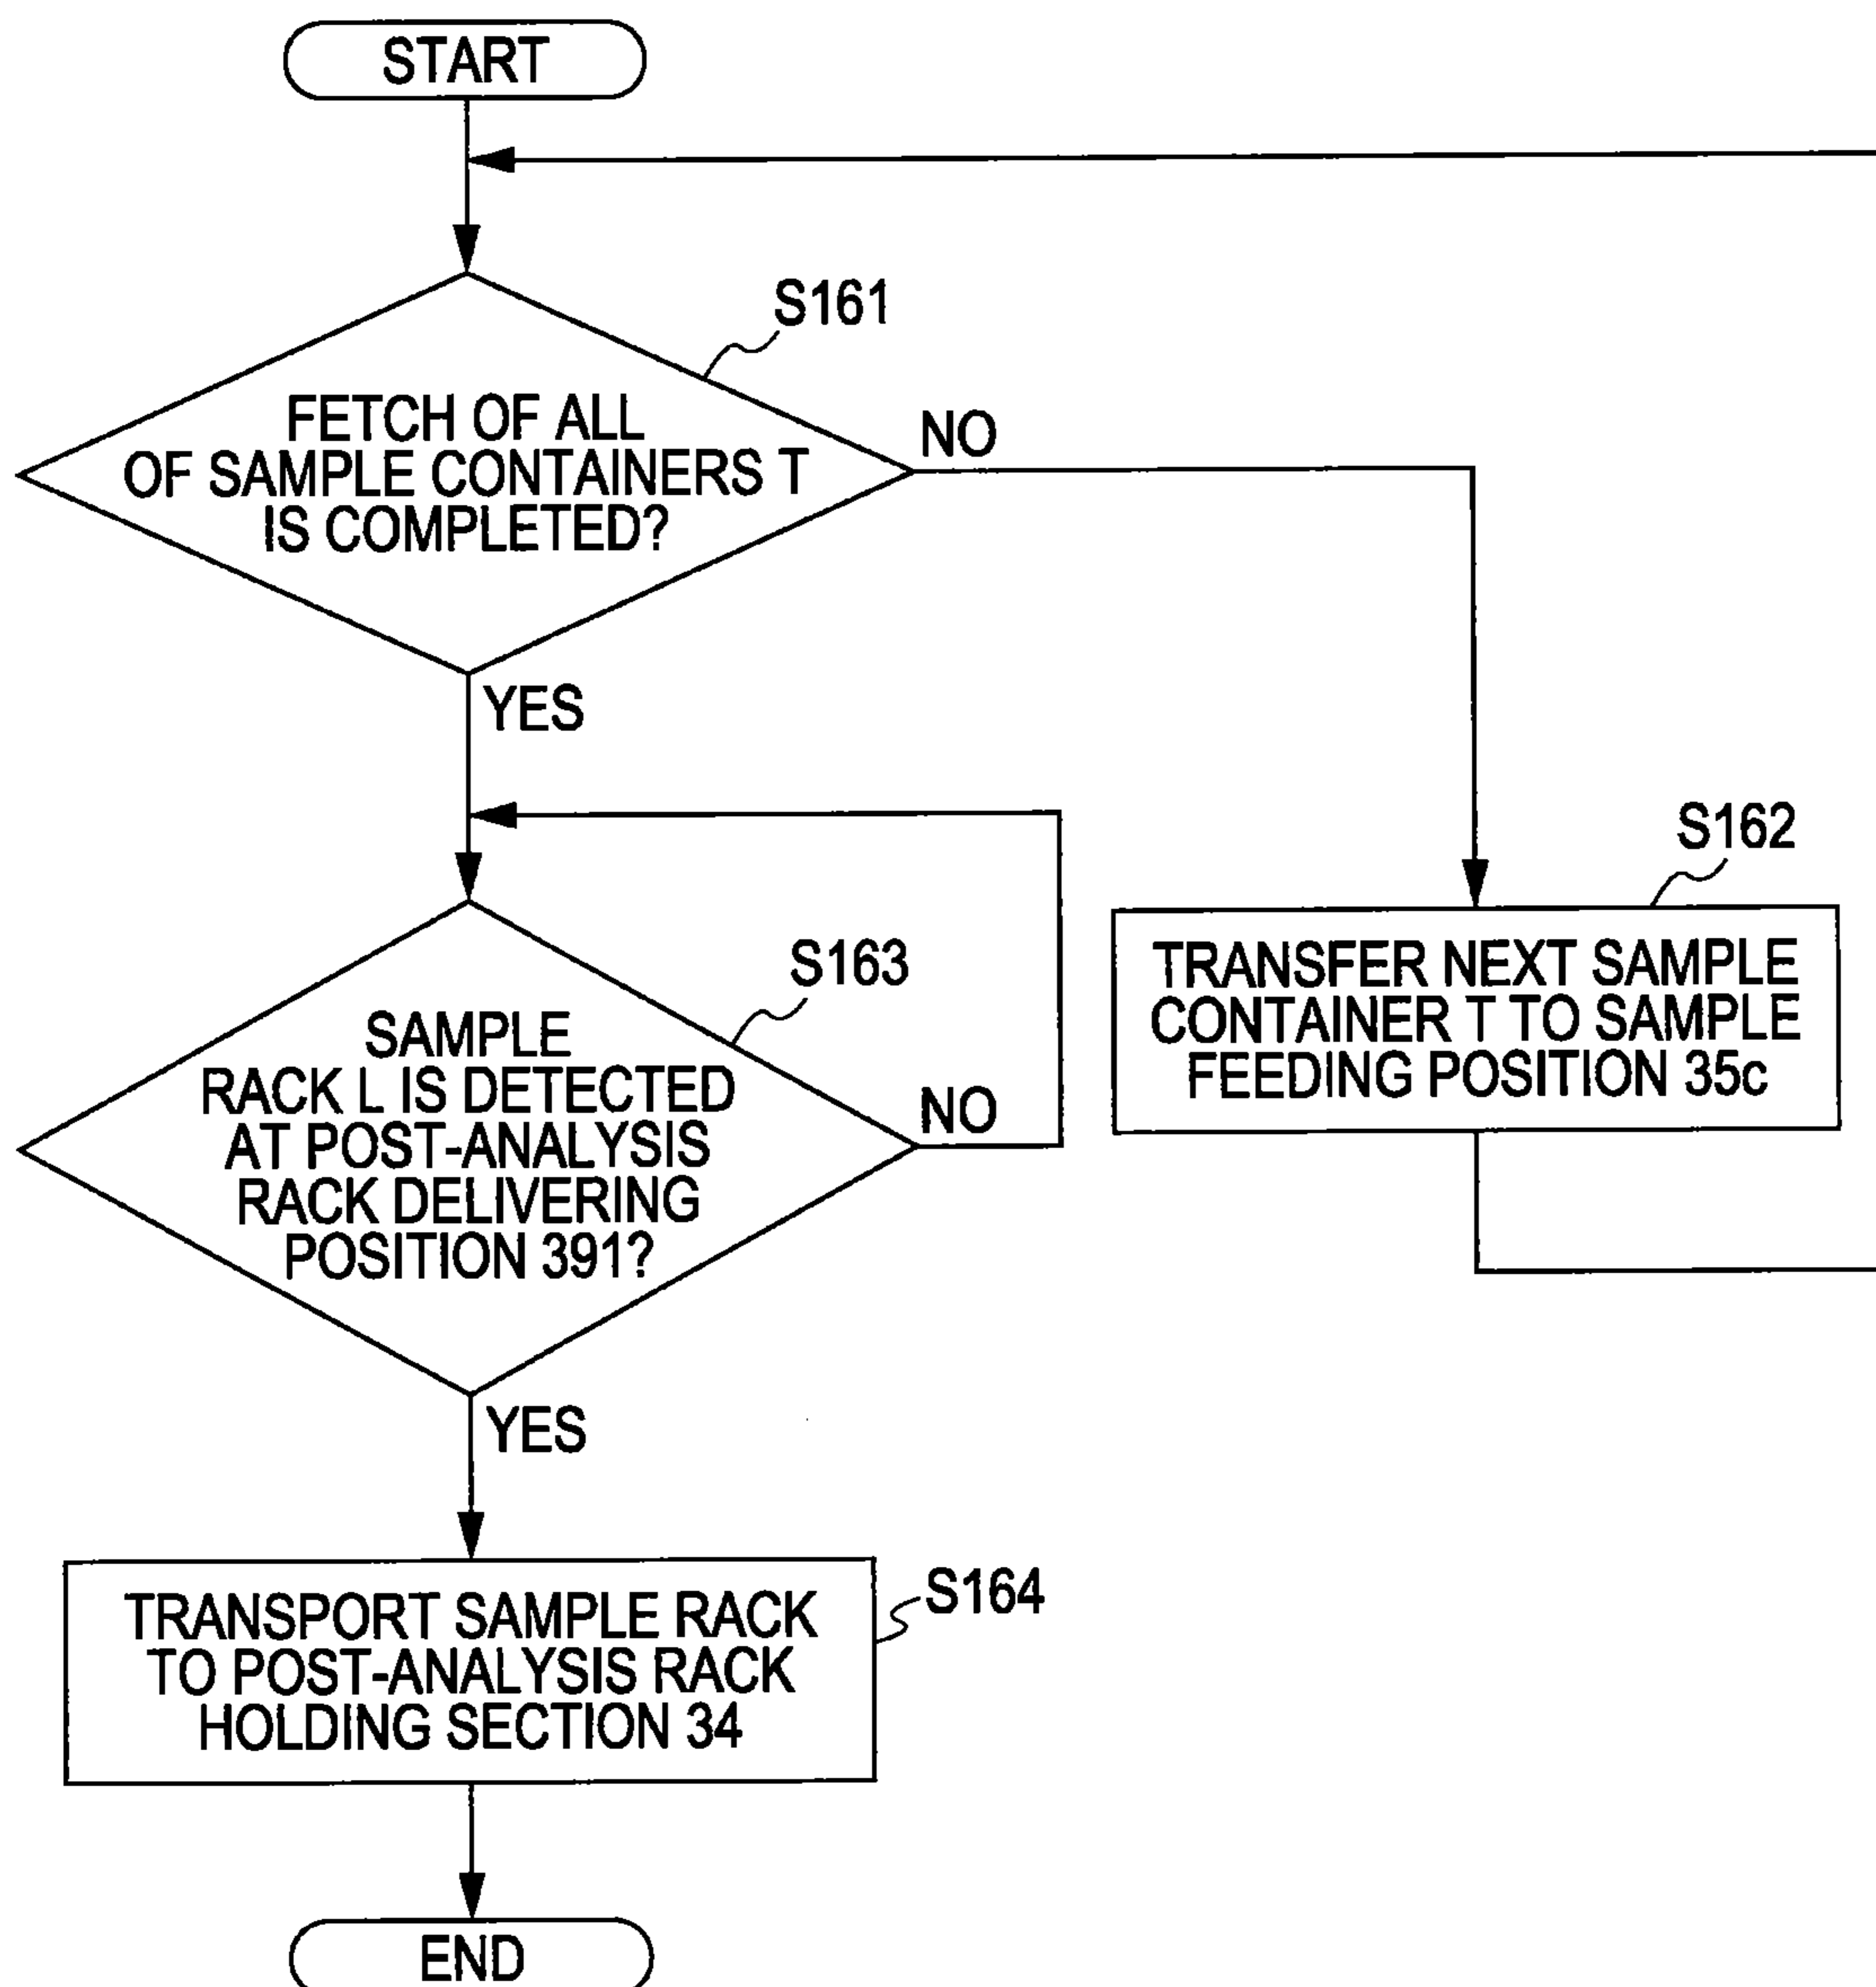 START
S161
FETCH OF ALL
OF SAMPLE CONTAINERS T
IS COMPLETED?
NO
YES
S162
TRANSFER NEXT SAMPLE
CONTAINER T TO SAMPLE
FEEDING POSITION 35c
S163
SAMPLE
RACK L IS DETECTED
AT POST-ANALYSIS
RACK DELIVERING
POSITION 391?
NO
YES
S164
TRANSPORT SAMPLE RACK
TO POST-ANALYSIS RACK
HOLDING SECTION 34
END